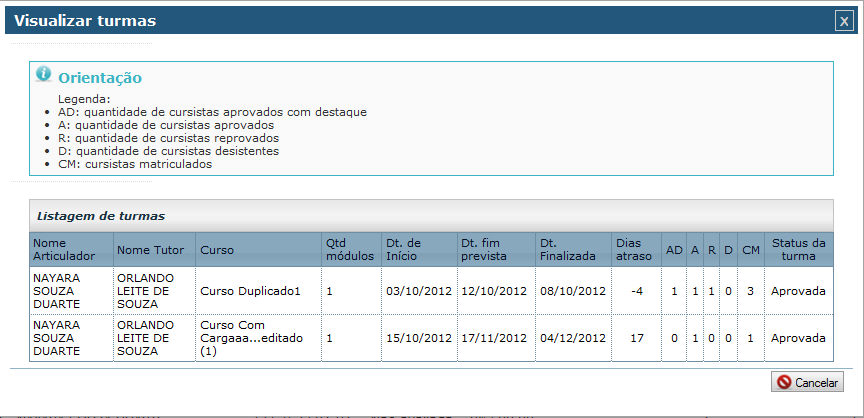 Visualizar turmas
X
Orientação
Legenda:
• AD: quantidade de cursistas aprovados com destaque
• A: quantidade de cursistas aprovados
• R: quantidade de cursistas reprovados
• D: quantidade de cursistas desistentes
• CM: cursistas matriculados
Listagem de turmas
Nome Articulador Nome Tutor Curso Qtd módulos Dt. de Início Dt. fim prevista Dt. Finalizada Dias atraso AD A R D CM Status da turma
NAYARA SOUZA DUARTE ORLANDO LEITE DE SOUZA Curso Duplicado1 1 03/10/2012 12/10/2012 08/10/2012 -4 1 1 1 0 3 Aprovada
NAYARA SOUZA DUARTE ORLANDO LEITE DE SOUZA Curso Com Cargaaa...editado (1) 1 15/10/2012 17/11/2012 04/12/2012 17 0 1 0 0 1 Aprovada
Cancelar